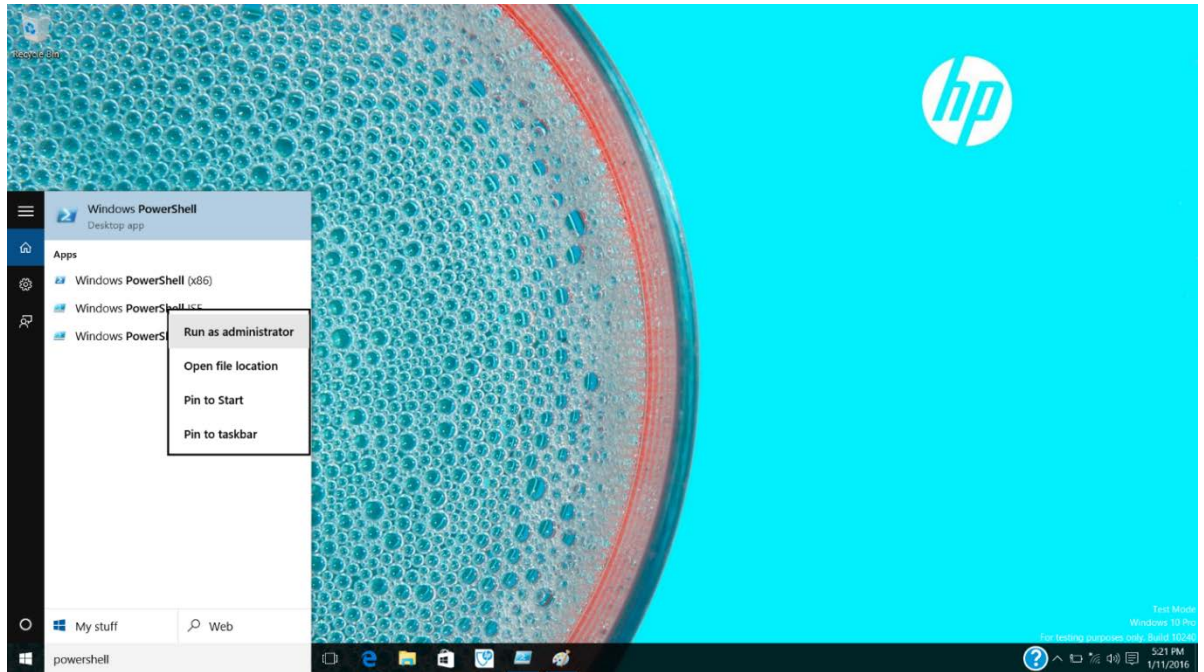 Recycle Bin
hp
Windows PowerShell
Desktop app
Apps
Windows PowerShell (x86)
Windows PowerShell ISE
Windows PowerS
Run as administrator
Open file location
Pin to Start
Pin to taskbar
My stuff
Web
powershell
Test Mode
Windows 10 Pro
For testing purposes only. Build 10240
5:21 PM
1/11/2016